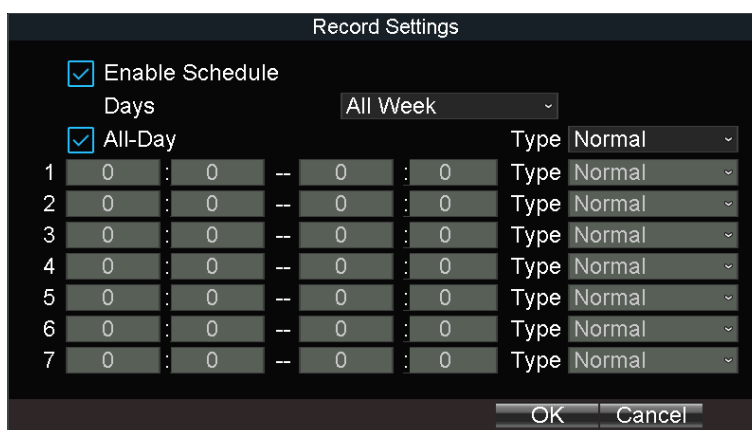 Record Settings
Enable Schedule
Days All Week
All-Day Type Normal
1 0 : 0 -- 0 : 0 Type Normal
2 0 : 0 -- 0 : 0 Type Normal
3 0 : 0 -- 0 : 0 Type Normal
4 0 : 0 -- 0 : 0 Type Normal
5 0 : 0 -- 0 : 0 Type Normal
6 0 : 0 -- 0 : 0 Type Normal
7 0 : 0 -- 0 : 0 Type Normal
OK Cancel